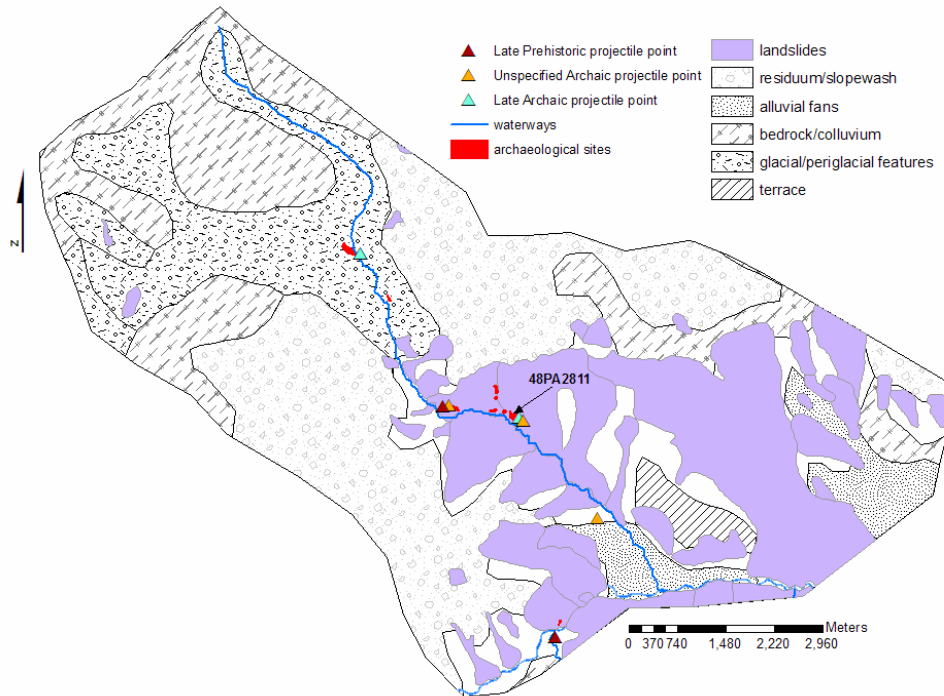 Late Prehistoric projectile point
Unspecified Archaic projectile point
Late Archaic projectile point
waterways
archaeological sites
landslides
residuum/slopewash
alluvial fans
bedrock/colluvium
glacial/periglacial features
terrace
z
48PA2811
Meters
0 370 740 1,480 2,220 2,960